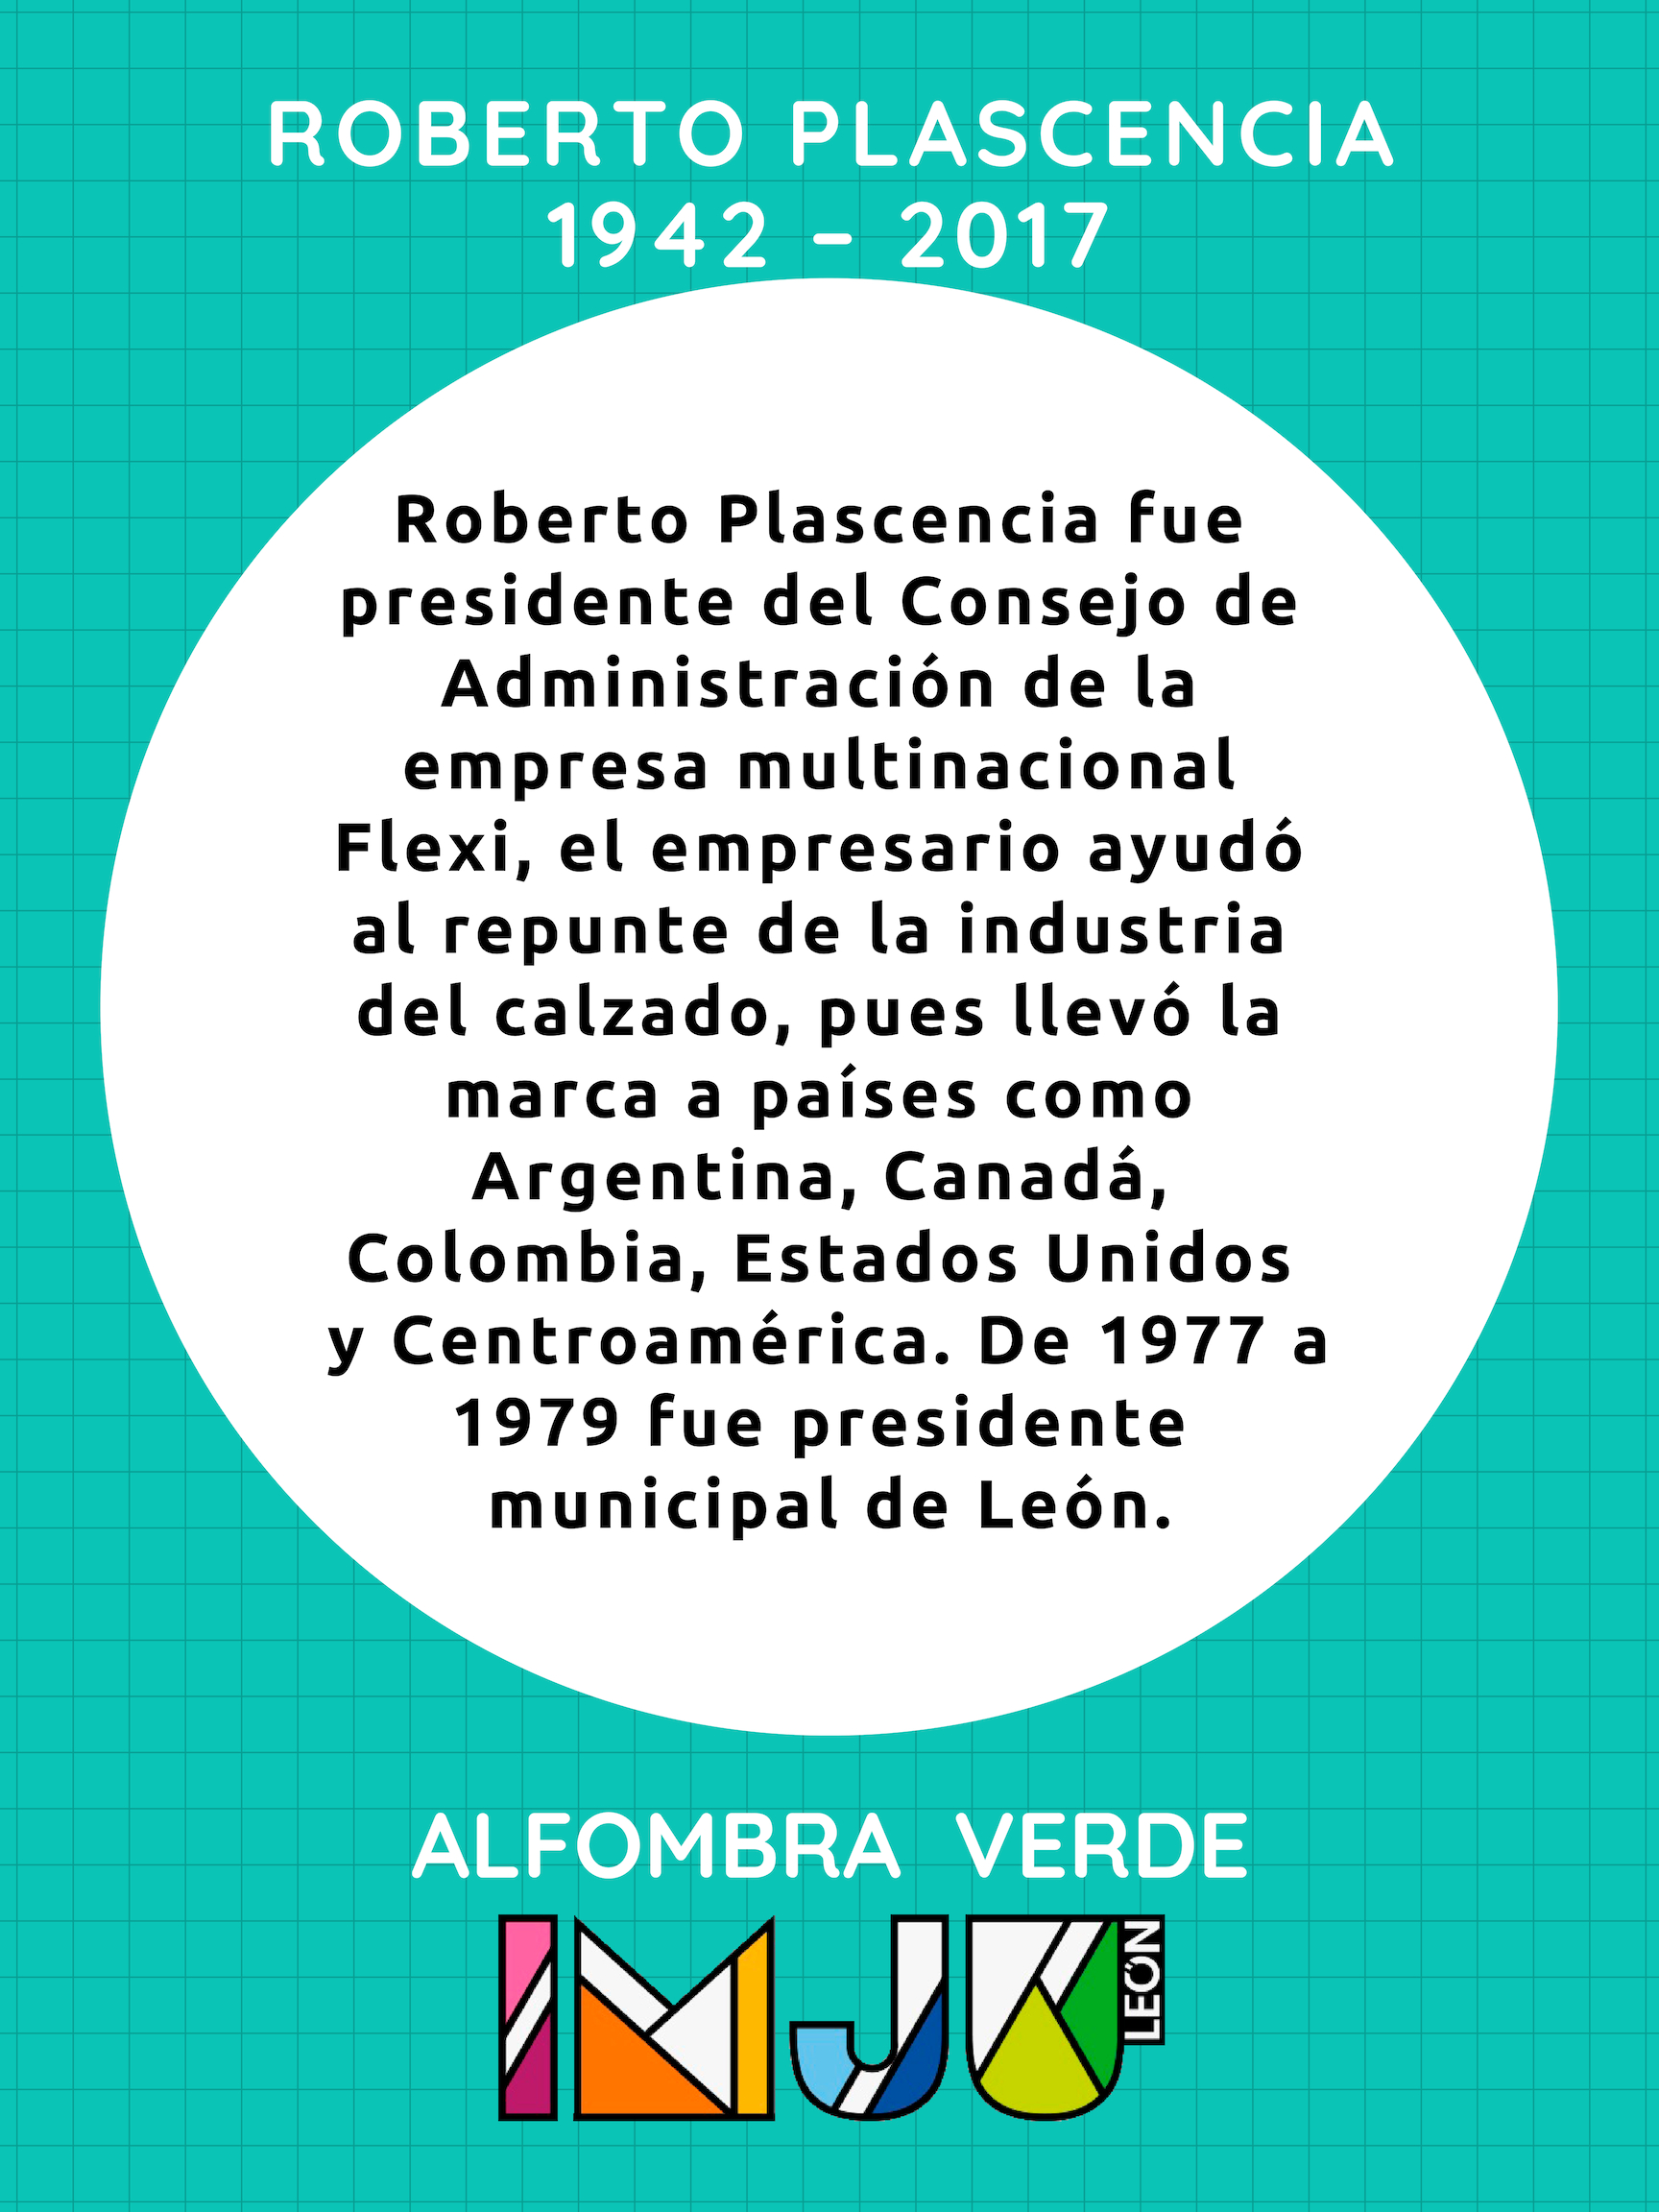 ROBERTO PLASCENCIA
1942 - 2017
Roberto Plascencia fue
presidente del Consejo de
Administración de la
empresa multinacional
Flexi, el empresario ayudó
al repunte de la industria
del calzado, pues llevó la
marca a países como
Argentina, Canadá,
Colombia, Estados Unidos
y Centroamérica. De 1977 a
1979 fue presidente
municipal de León.
ALFOMBRA VERDE
IMJU
LEÓN